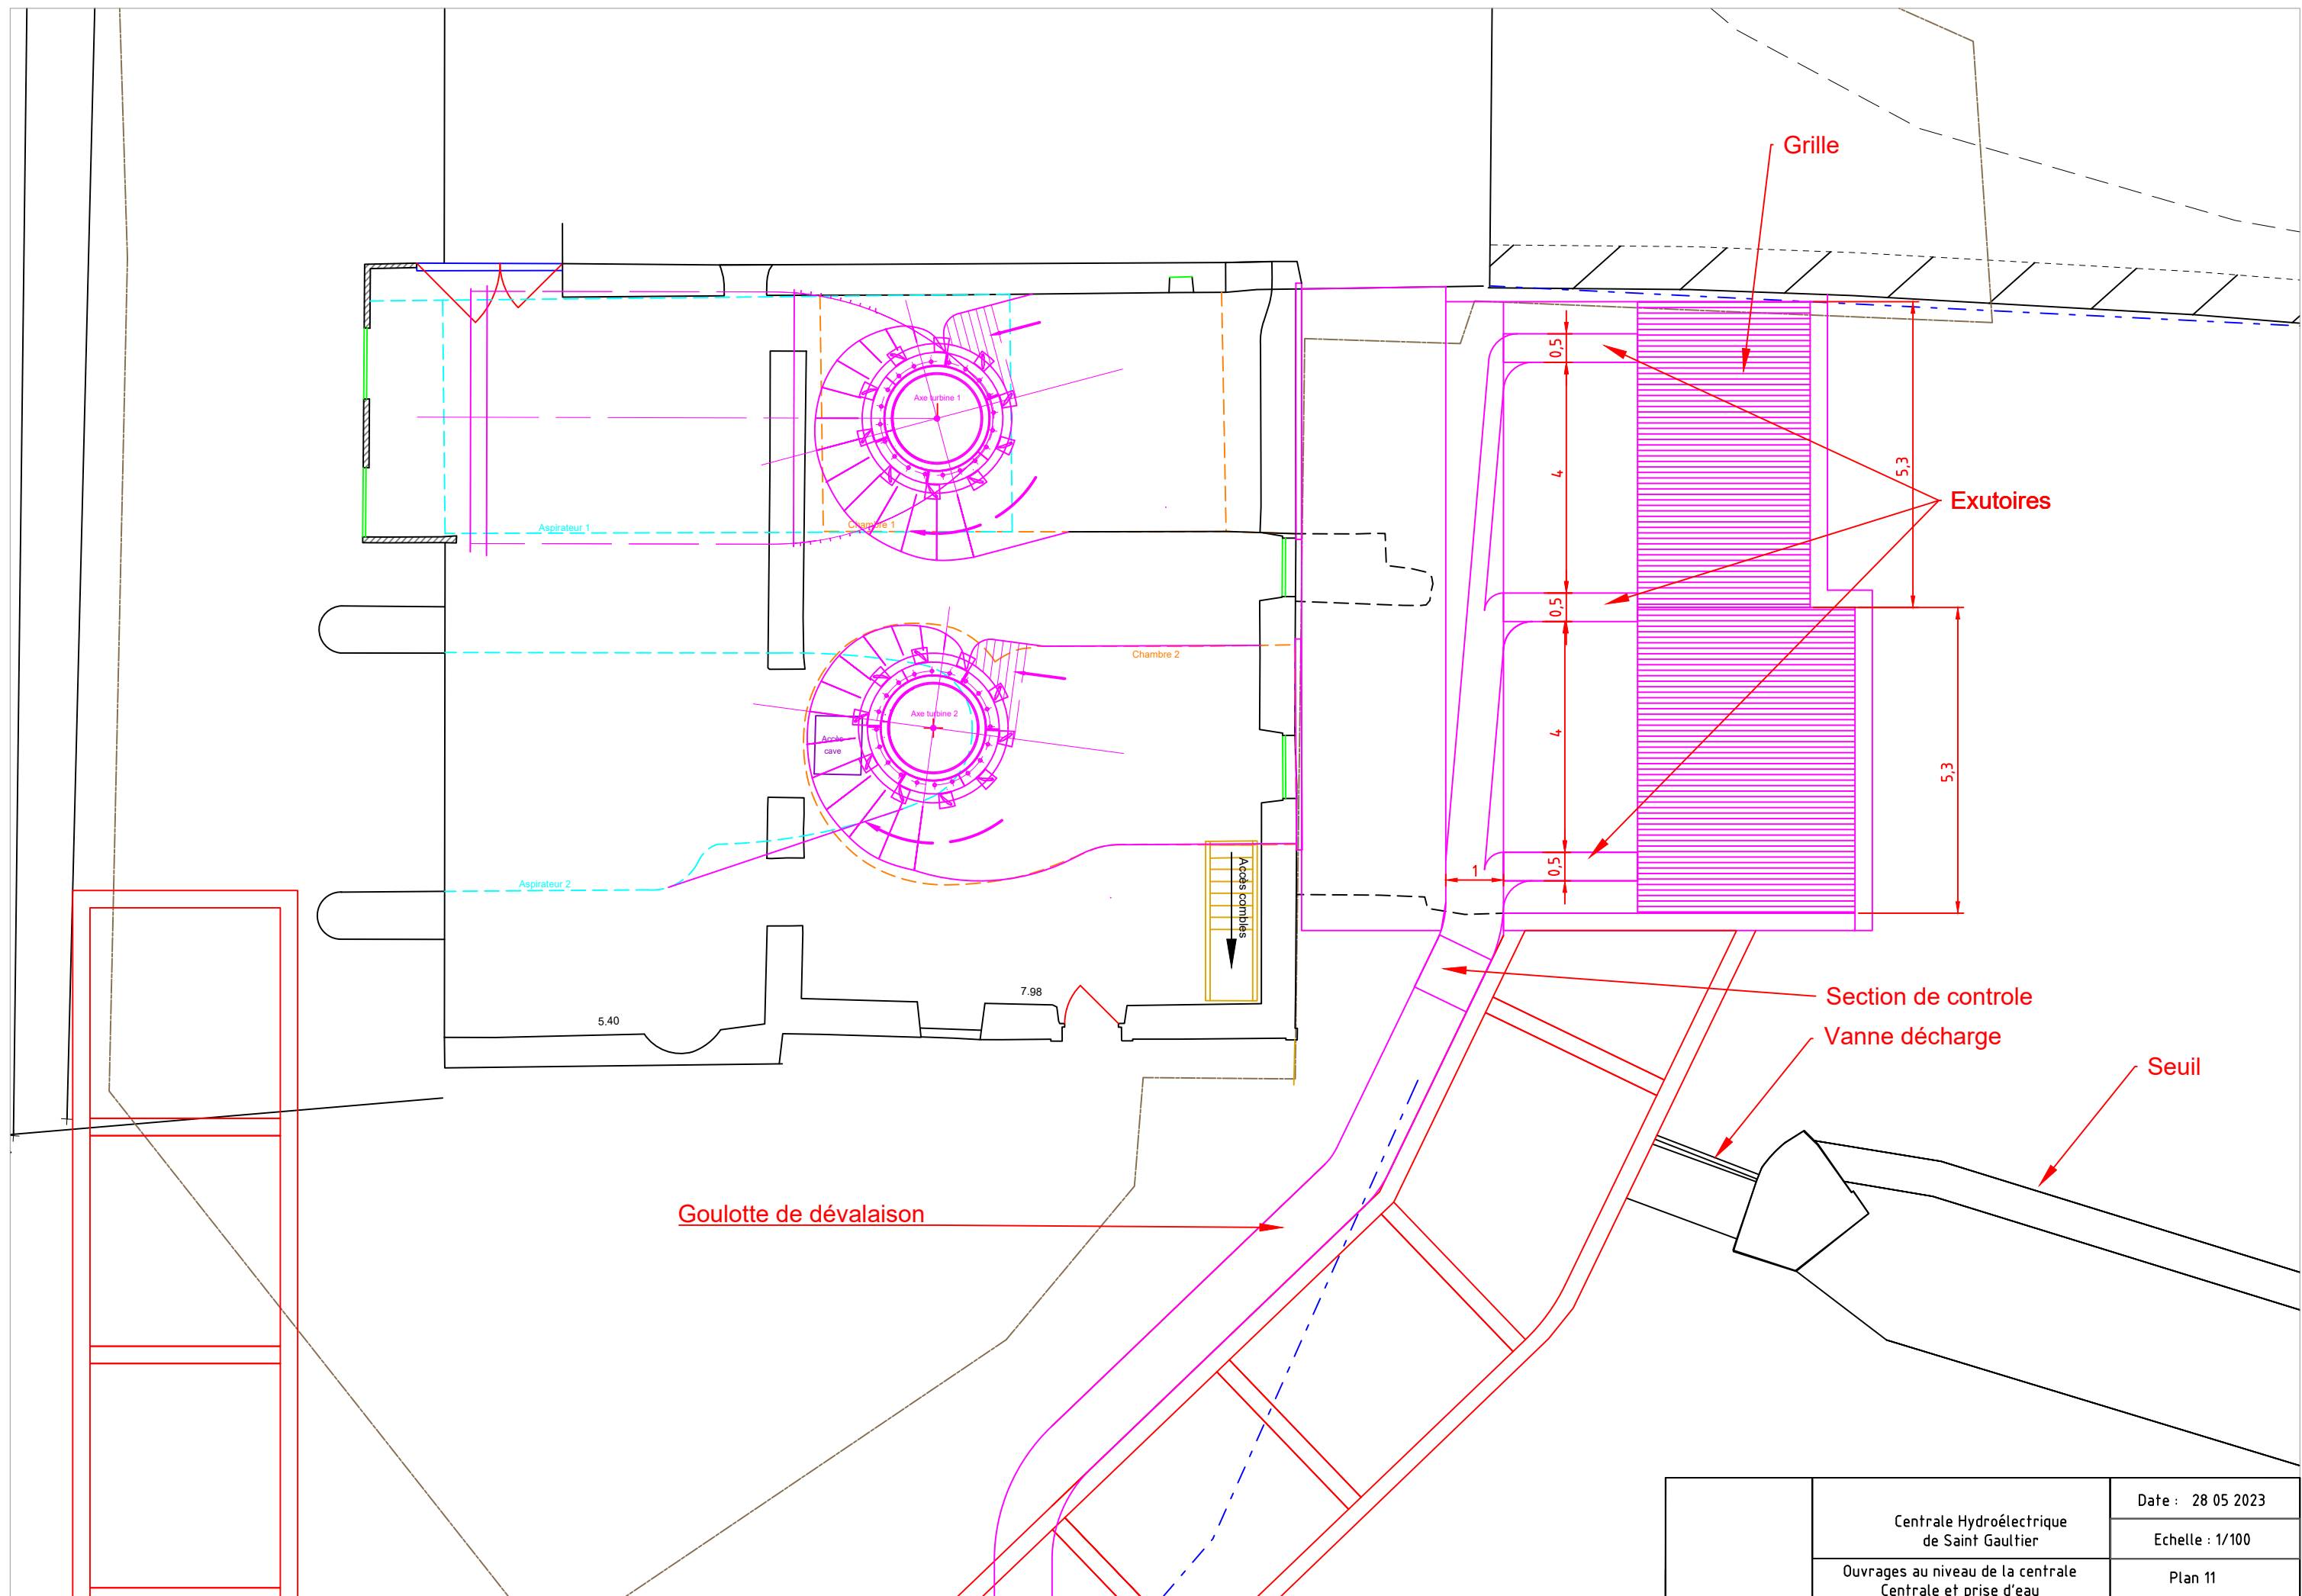 Grille
Axe turbine 1
0,5
4
5,3
Exutoires
Aspirateur 1
Chambre 1
0,5
Chambre 2
Axe turbine 2
Accès
cave
4
5,3
Aspirateur 2
Accès combles
0,5
1
7.98
5.40
Section de controle
Vanne décharge
Seuil
Goulotte de dévalaison
Centrale Hydroélectrique
de Saint Gaultier
Date : 28 05 2023
Echelle : 1/100
Ouvrages au niveau de la centrale
Centrale et prise d'eau
Plan 11